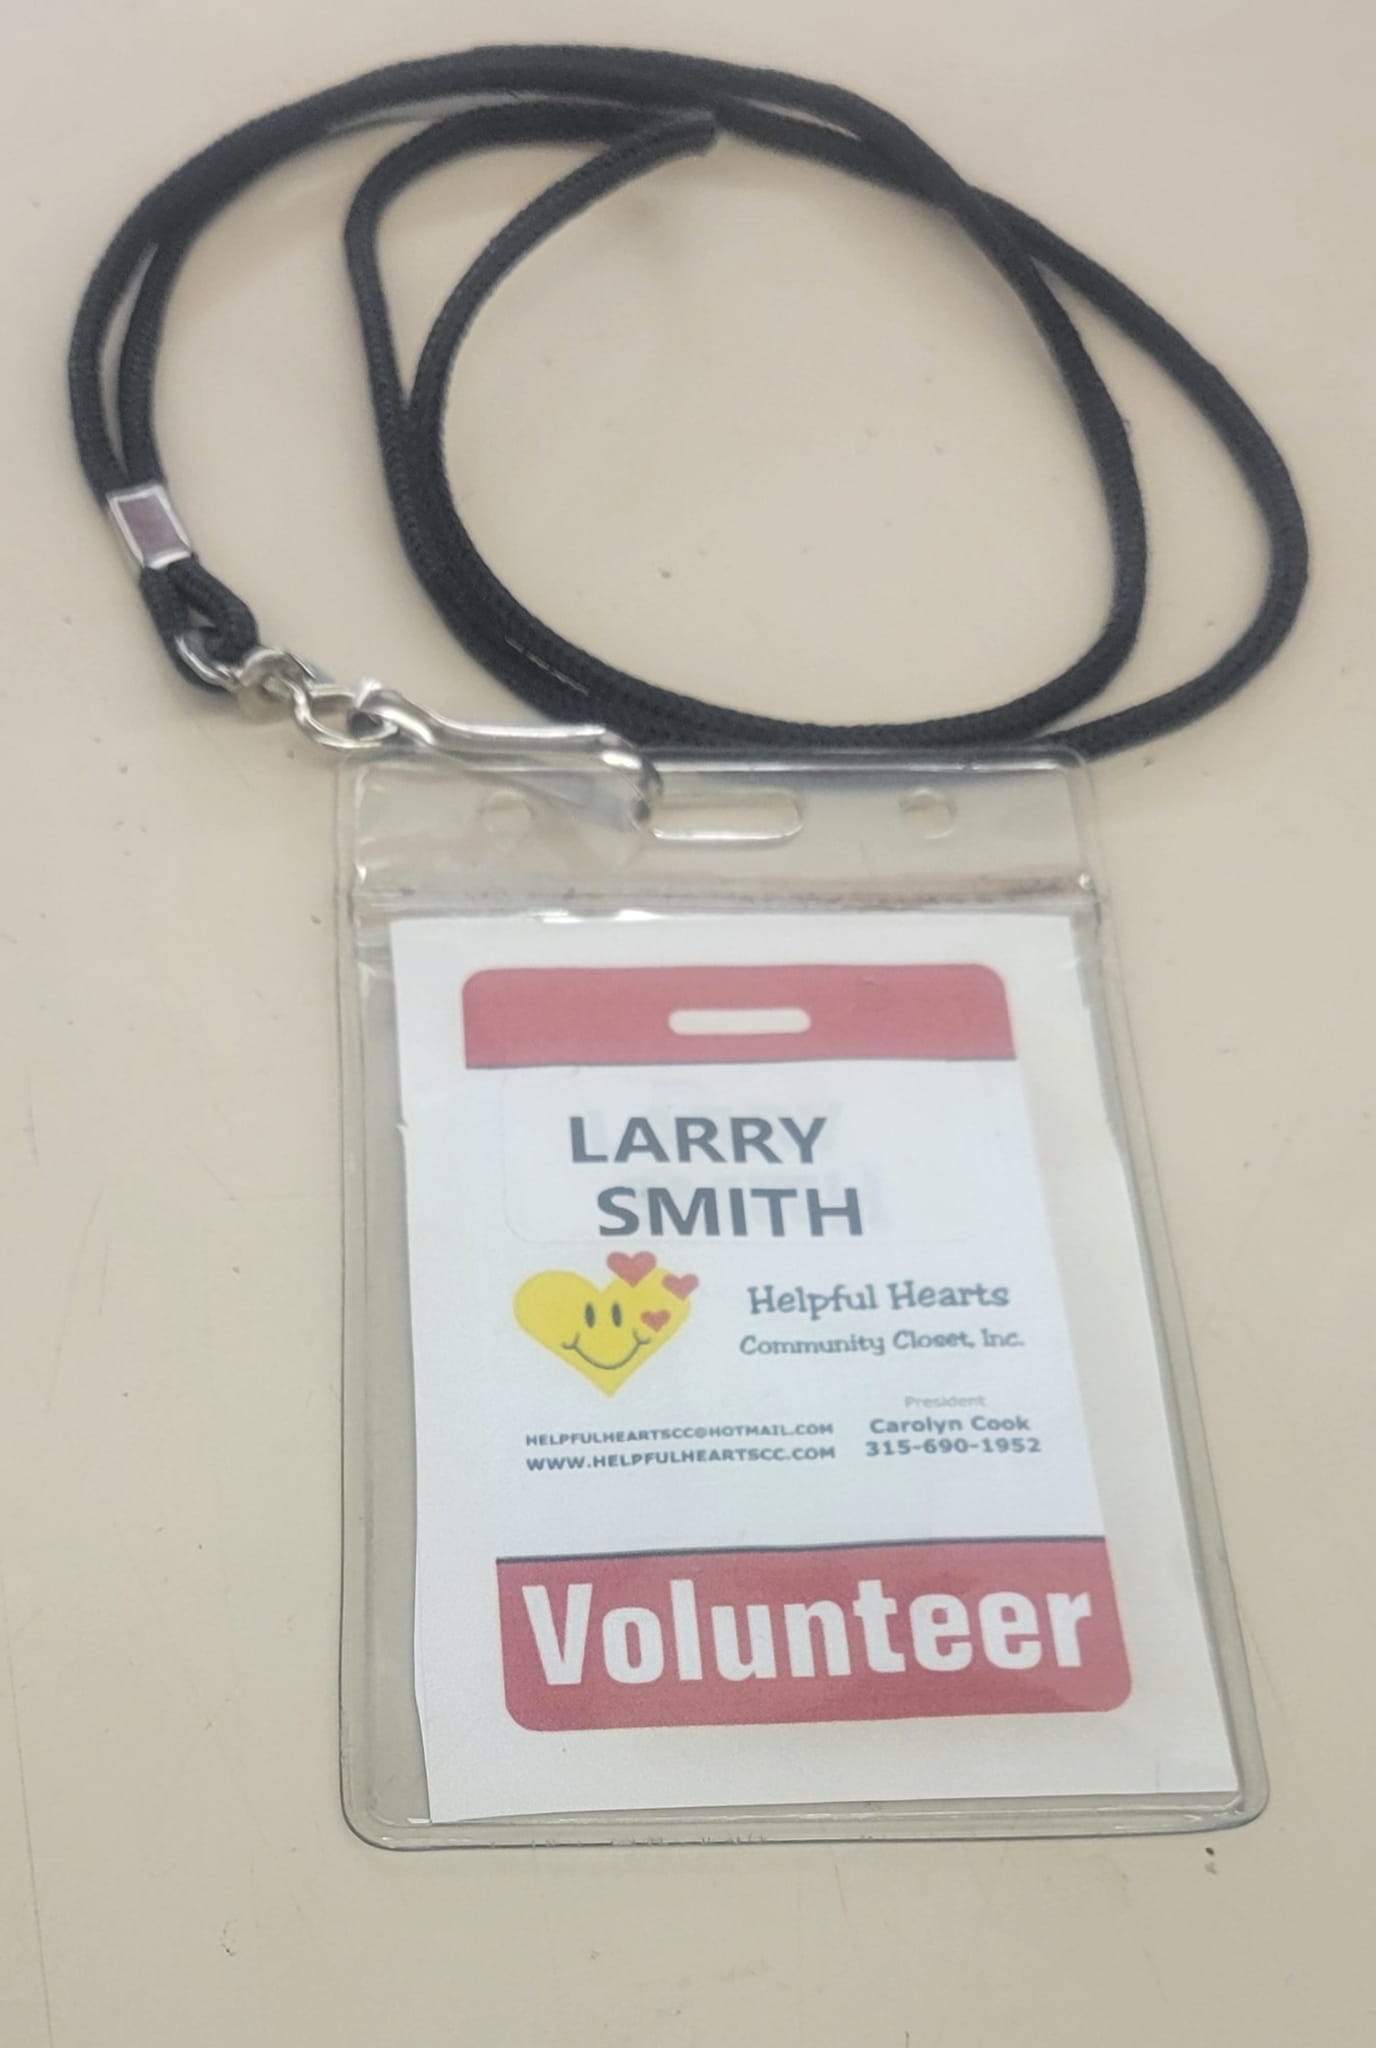 LARRY
SMITH
Helpful Hearts
Community Closet, Inc.
President
Carolyn Cook
315-690-1952
HELPFULHEARTSCC@HOTMAIL.COM
WWW.HELPFULHEARTSCC.COM
Volunteer